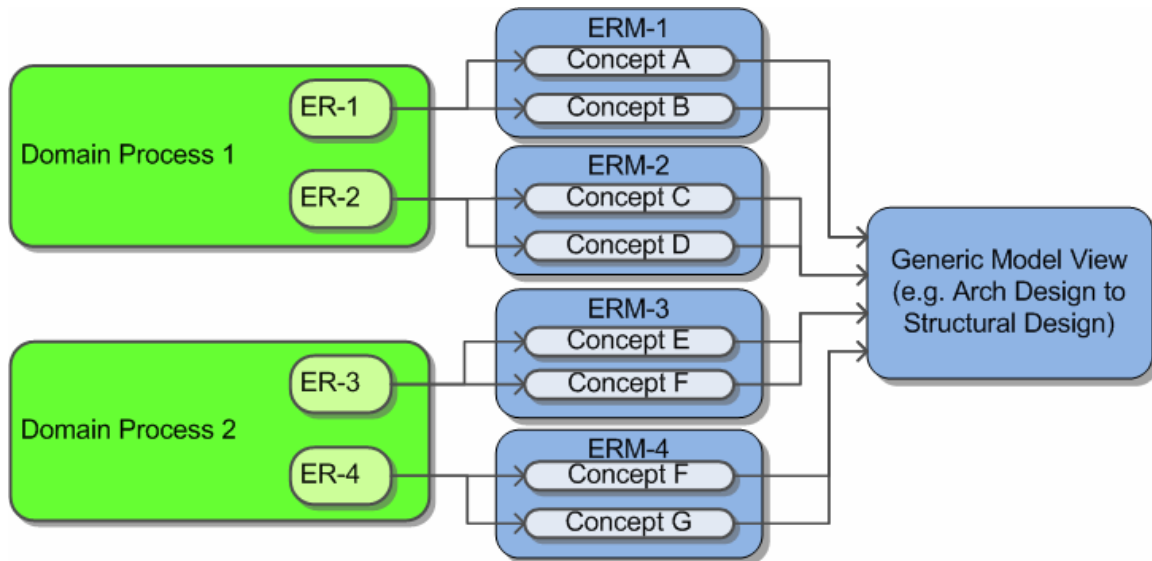 Domain Process 1
ER-1
ER-2
ERM-1
Concept A
Concept B
ERM-2
Concept C
Concept D
Domain Process 2
ER-3
ER-4
ERM-3
Concept E
Concept F
ERM-4
Concept F
Concept G
Generic Model View
(e.g. Arch Design to
Structural Design)